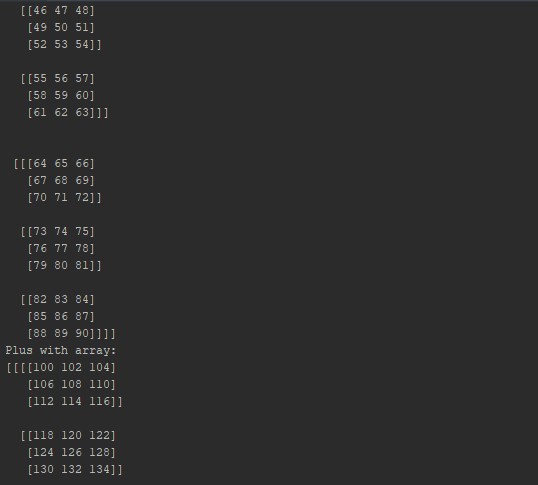 [[46 47 48]
[49 50 51]
[52 53 54]]
[[55 56 57]
[58 59 60]
[61 62 63]]]
[[[64 65 66]
[67 68 69]
[70 71 72]]
[[73 74 75]
[76 77 78]
[79 80 81]]
[[82 83 84]
[85 86 87]
[88 89 90]]]]
Plus with array:
[[[[100 102 104]
[106 108 110]
[112 114 116]]
[[118 120 122]
[124 126 128]
[130 132 134]]